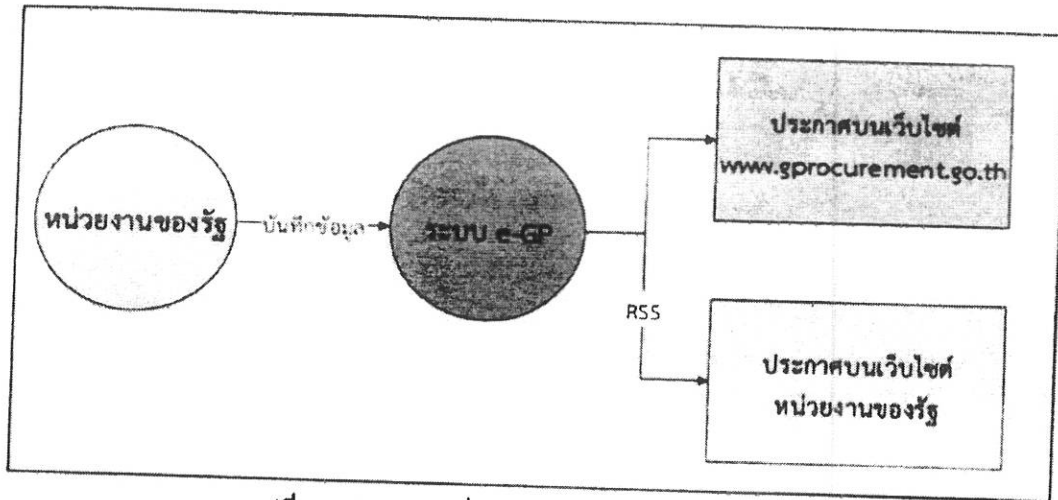 หน่วยงานของรัฐ
บันทึกข้อมูล
ระบบ e-GP
ประกาศบนเว็บไซต์
www.gprocurement.go.th
RSS
ประกาศบนเว็บไซต์
หน่วยงานของรัฐ